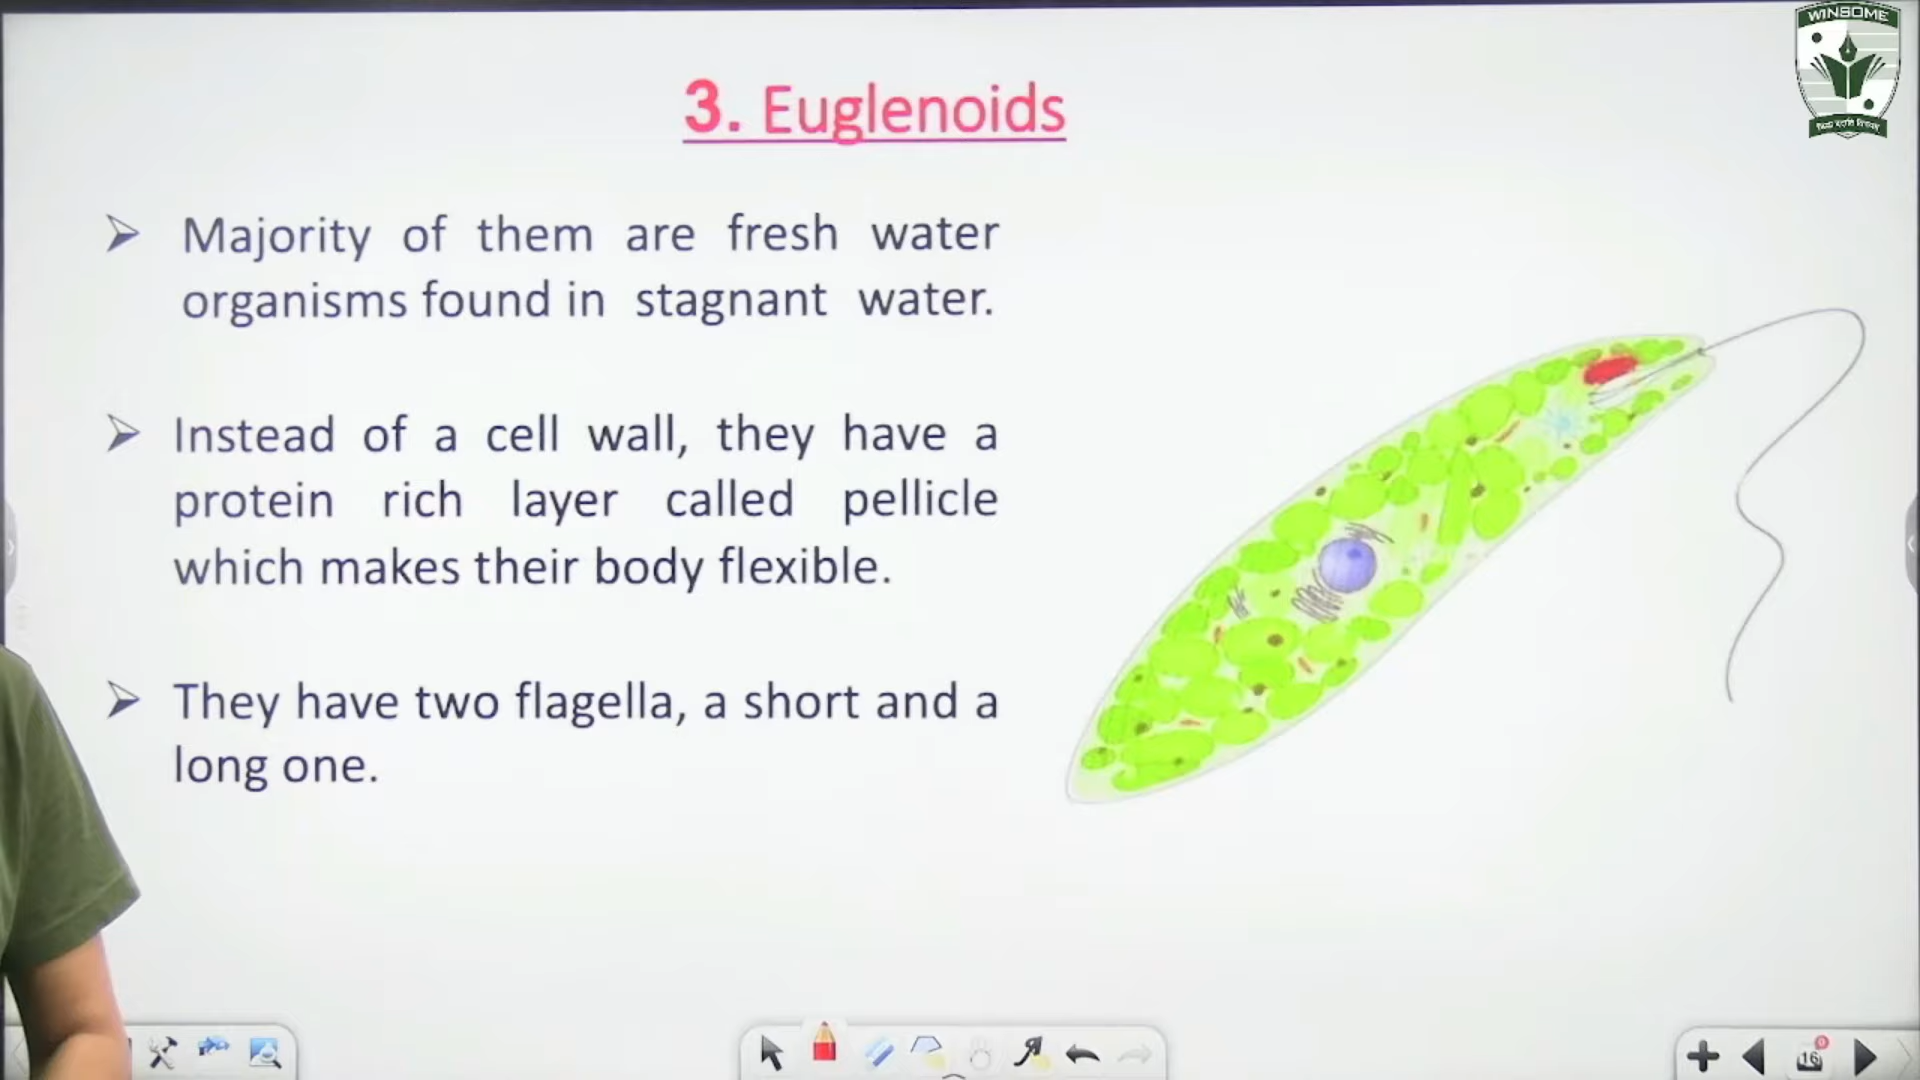 WINSOME
3. Euglenoids
➢ Majority of them are fresh water
organisms found in stagnant water.
➢ Instead of a cell wall, they have a
protein rich layer called pellicle
which makes their body flexible.
➢ They have two flagella, a short and a
long one.
16
0